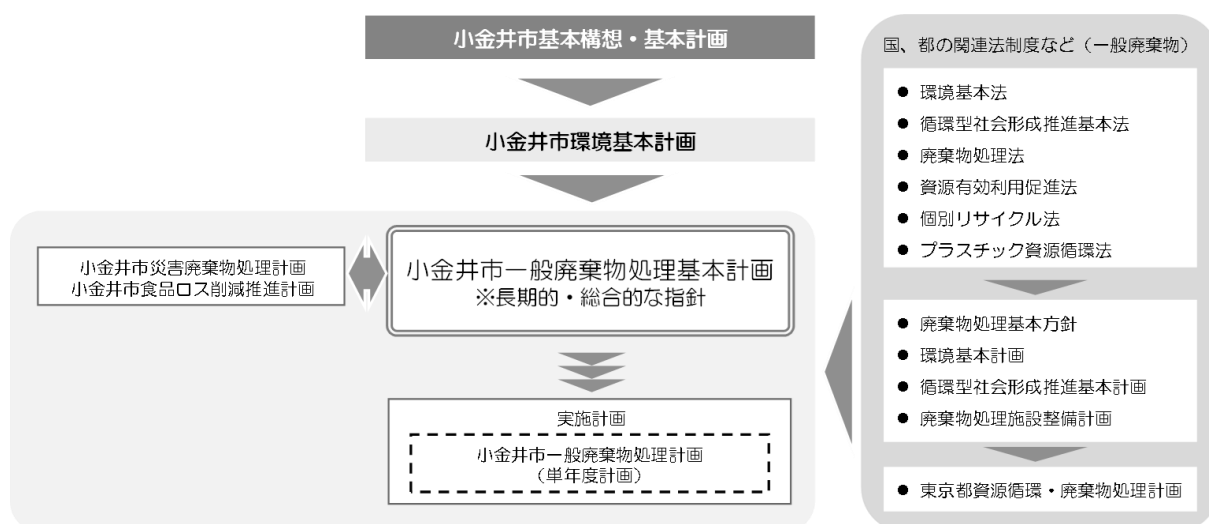 小金井市基本構想・基本計画
小金井市環境基本計画
小金井市災害廃棄物処理計画
小金井市食品ロス削減推進計画
小金井市一般廃棄物処理基本計画
※長期的・総合的な指針
実施計画
小金井市一般廃棄物処理計画
（単年度計画）
国、都の関連法制度など（一般廃棄物）
● 環境基本法
● 循環型社会形成推進基本法
● 廃棄物処理法
● 資源有効利用促進法
● 個別リサイクル法
● プラスチック資源循環法
● 廃棄物処理基本方針
● 環境基本計画
● 循環型社会形成推進基本計画
● 廃棄物処理施設整備計画
● 東京都資源循環・廃棄物処理計画